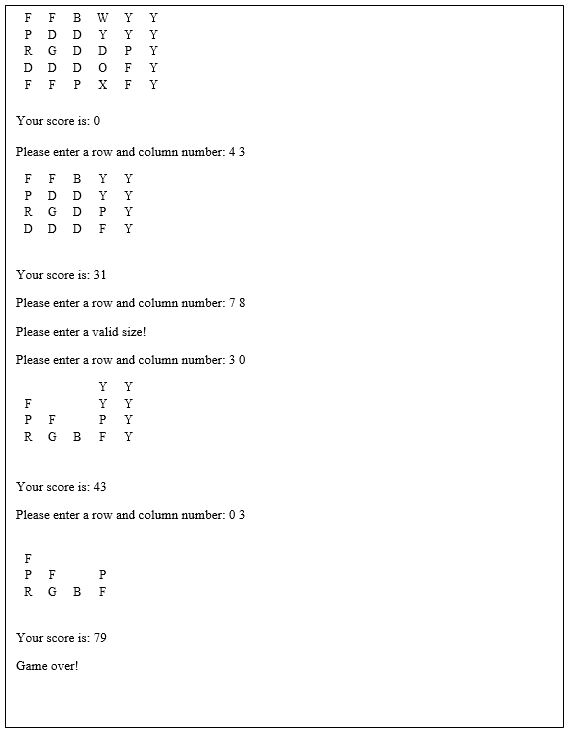 F F B W Y Y
P D D Y Y Y
R G D D P Y
D D D O F Y
F F P X F Y
Your score is: 0
Please enter a row and column number: 4 3
F F B Y Y
P D D Y Y
R G D P Y
D D D F Y
Your score is: 31
Please enter a row and column number: 7 8
Please enter a valid size!
Please enter a row and column number: 3 0
Y Y
F Y Y
P F P Y
R G B F Y
Your score is: 43
Please enter a row and column number: 0 3
F
P F P
R G B F
Your score is: 79
Game over!